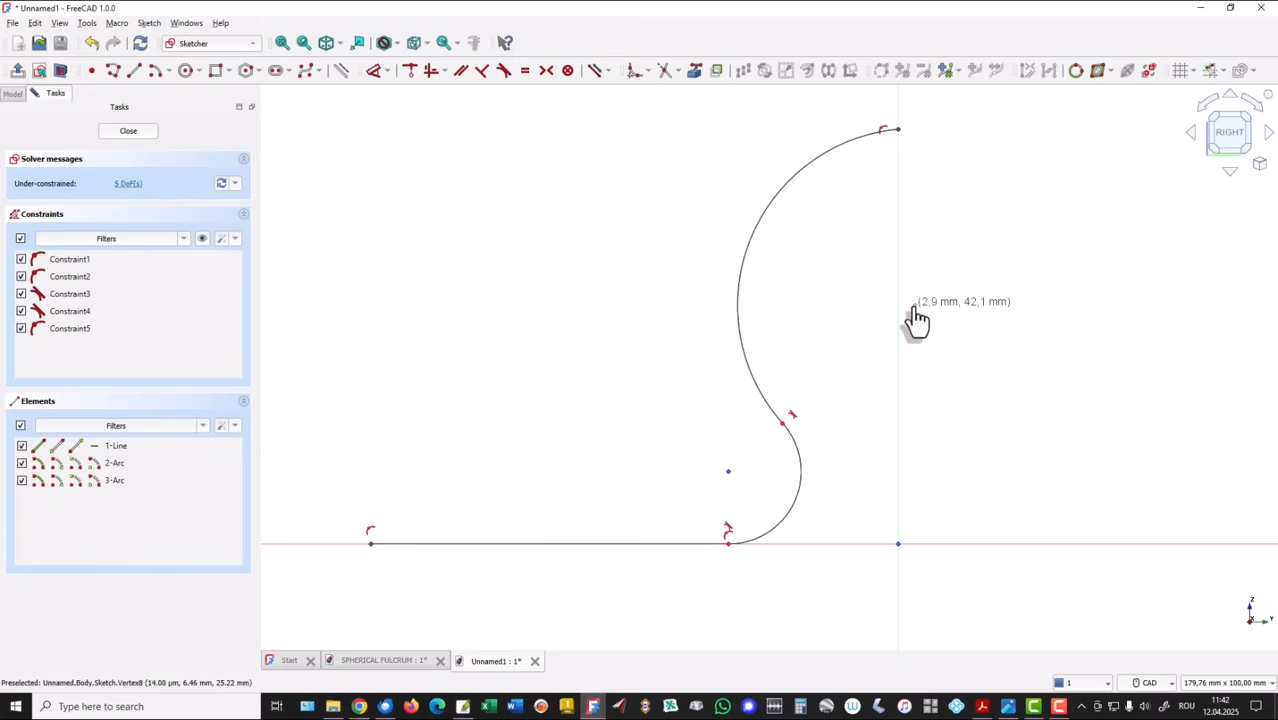 * Unnamed1 - FreeCAD 1.0.0
File Edit View Tools Macro Sketch Windows Help
Sketcher
Model Tasks
Tasks
Close
Solver messages
Under-constrained: 5 DoF(s)
Constraints
Filters
Constraint1
Constraint2
Constraint3
Constraint4
Constraint5
Elements
Filters
1-Line
2-Arc
3-Arc
(2,9 mm, 42,1 mm)
RIGHT
Z
Y
X
Start SPHERICAL FULCRUM : 1* Unnamed1 : 1*
Preselected: Unnamed.Body.Sketch.Vertex8 (14.00 µm, 6.46 mm, 25.22 mm) 1 CAD 179,76 mm x 100,00 mm
Type here to search ROU 11:42
12.04.2025